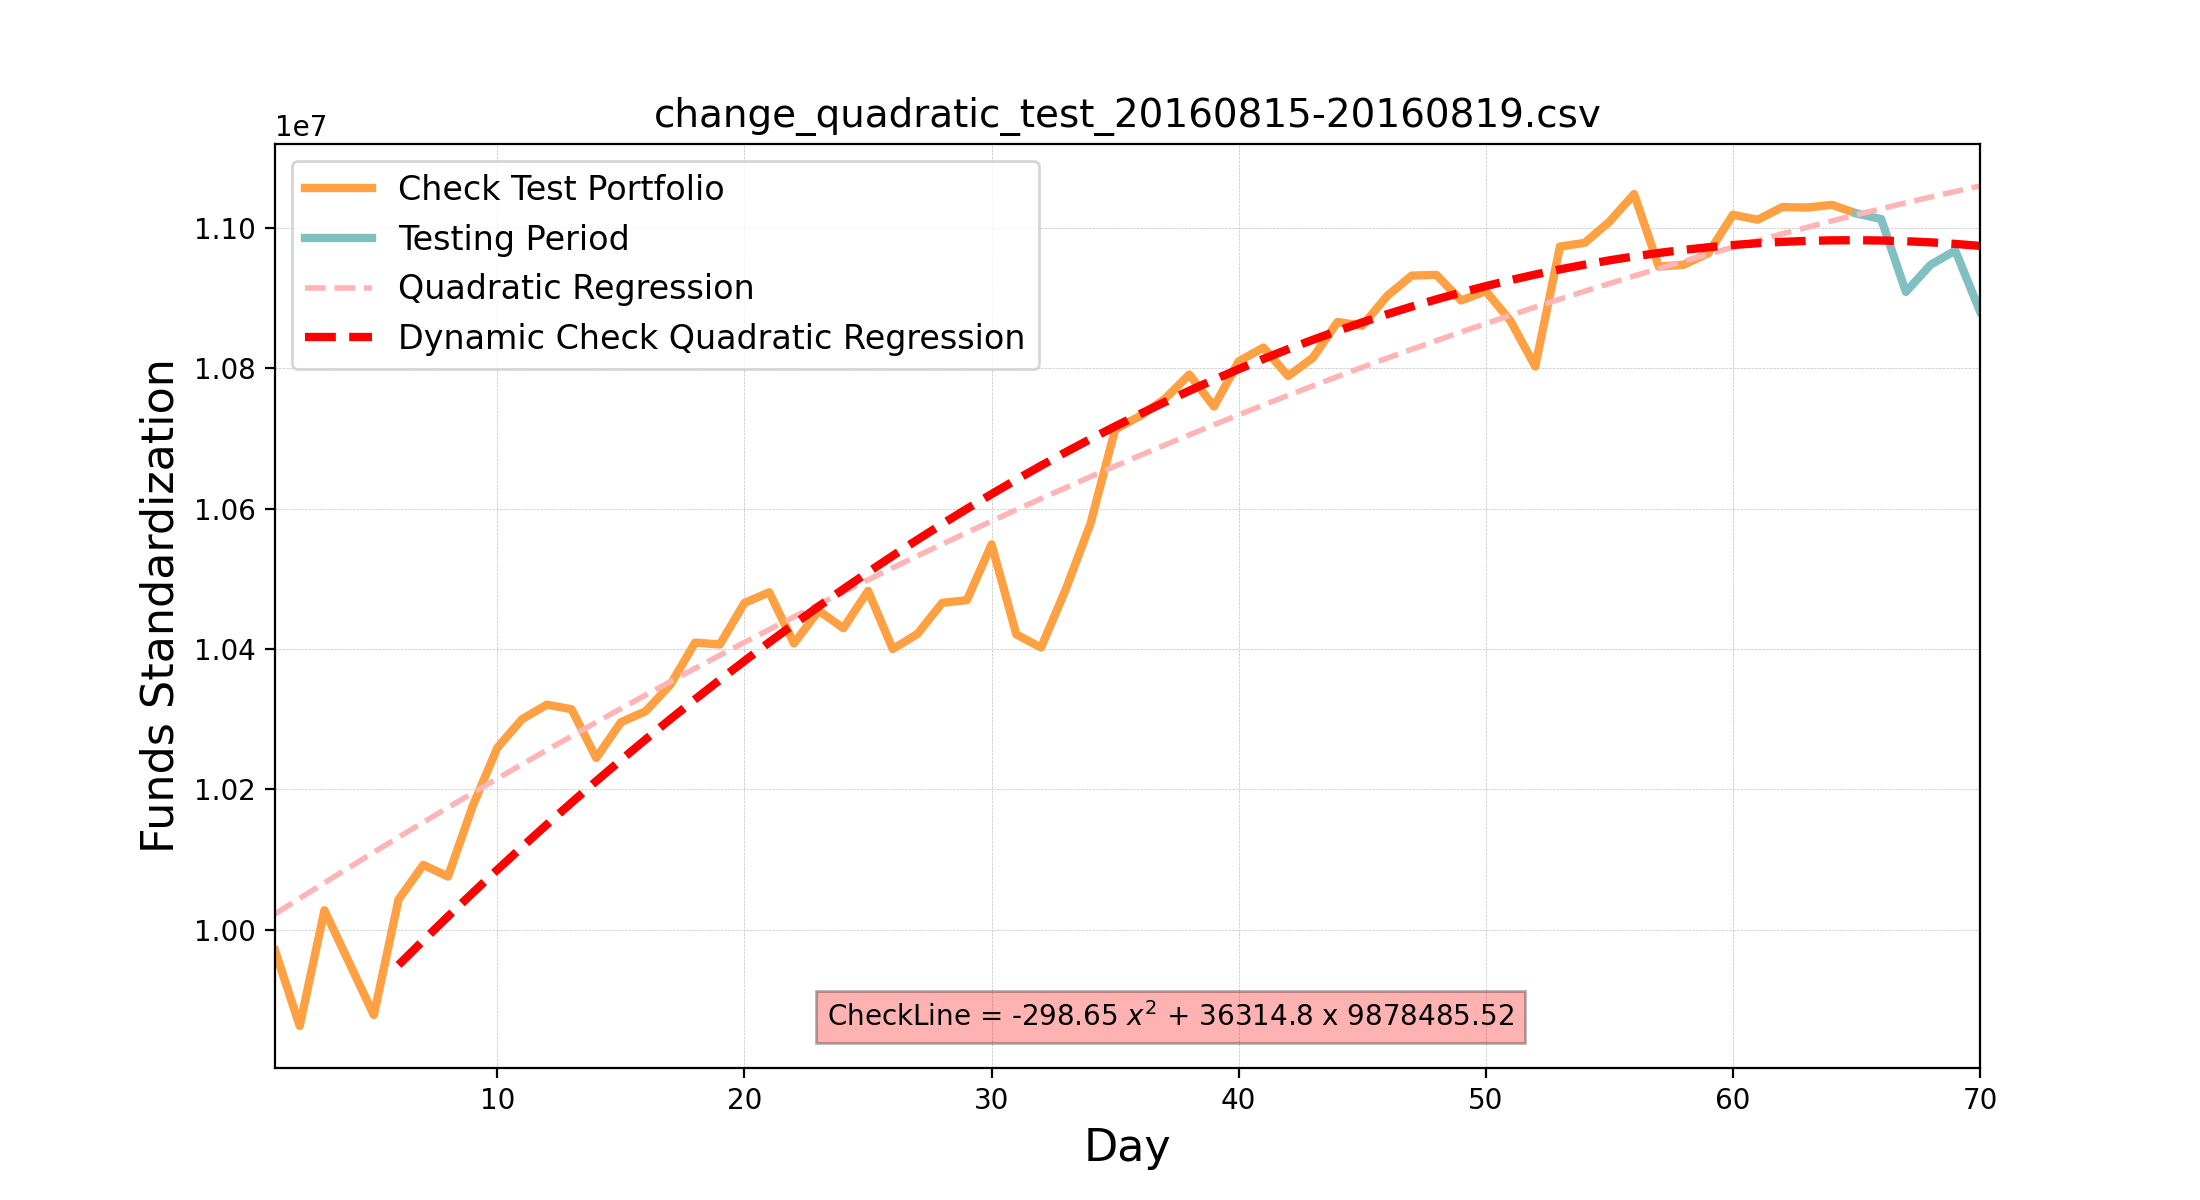 change_quadratic_test_20160815-20160819.csv
1e7
Check Test Portfolio
Testing Period
Quadratic Regression
Dynamic Check Quadratic Regression
1.10
1.08
1.06
1.04
1.02
1.00
Funds Standardization
CheckLine = -298.65 x² + 36314.8 x 9878485.52
10 20 30 40 50 60 70
Day